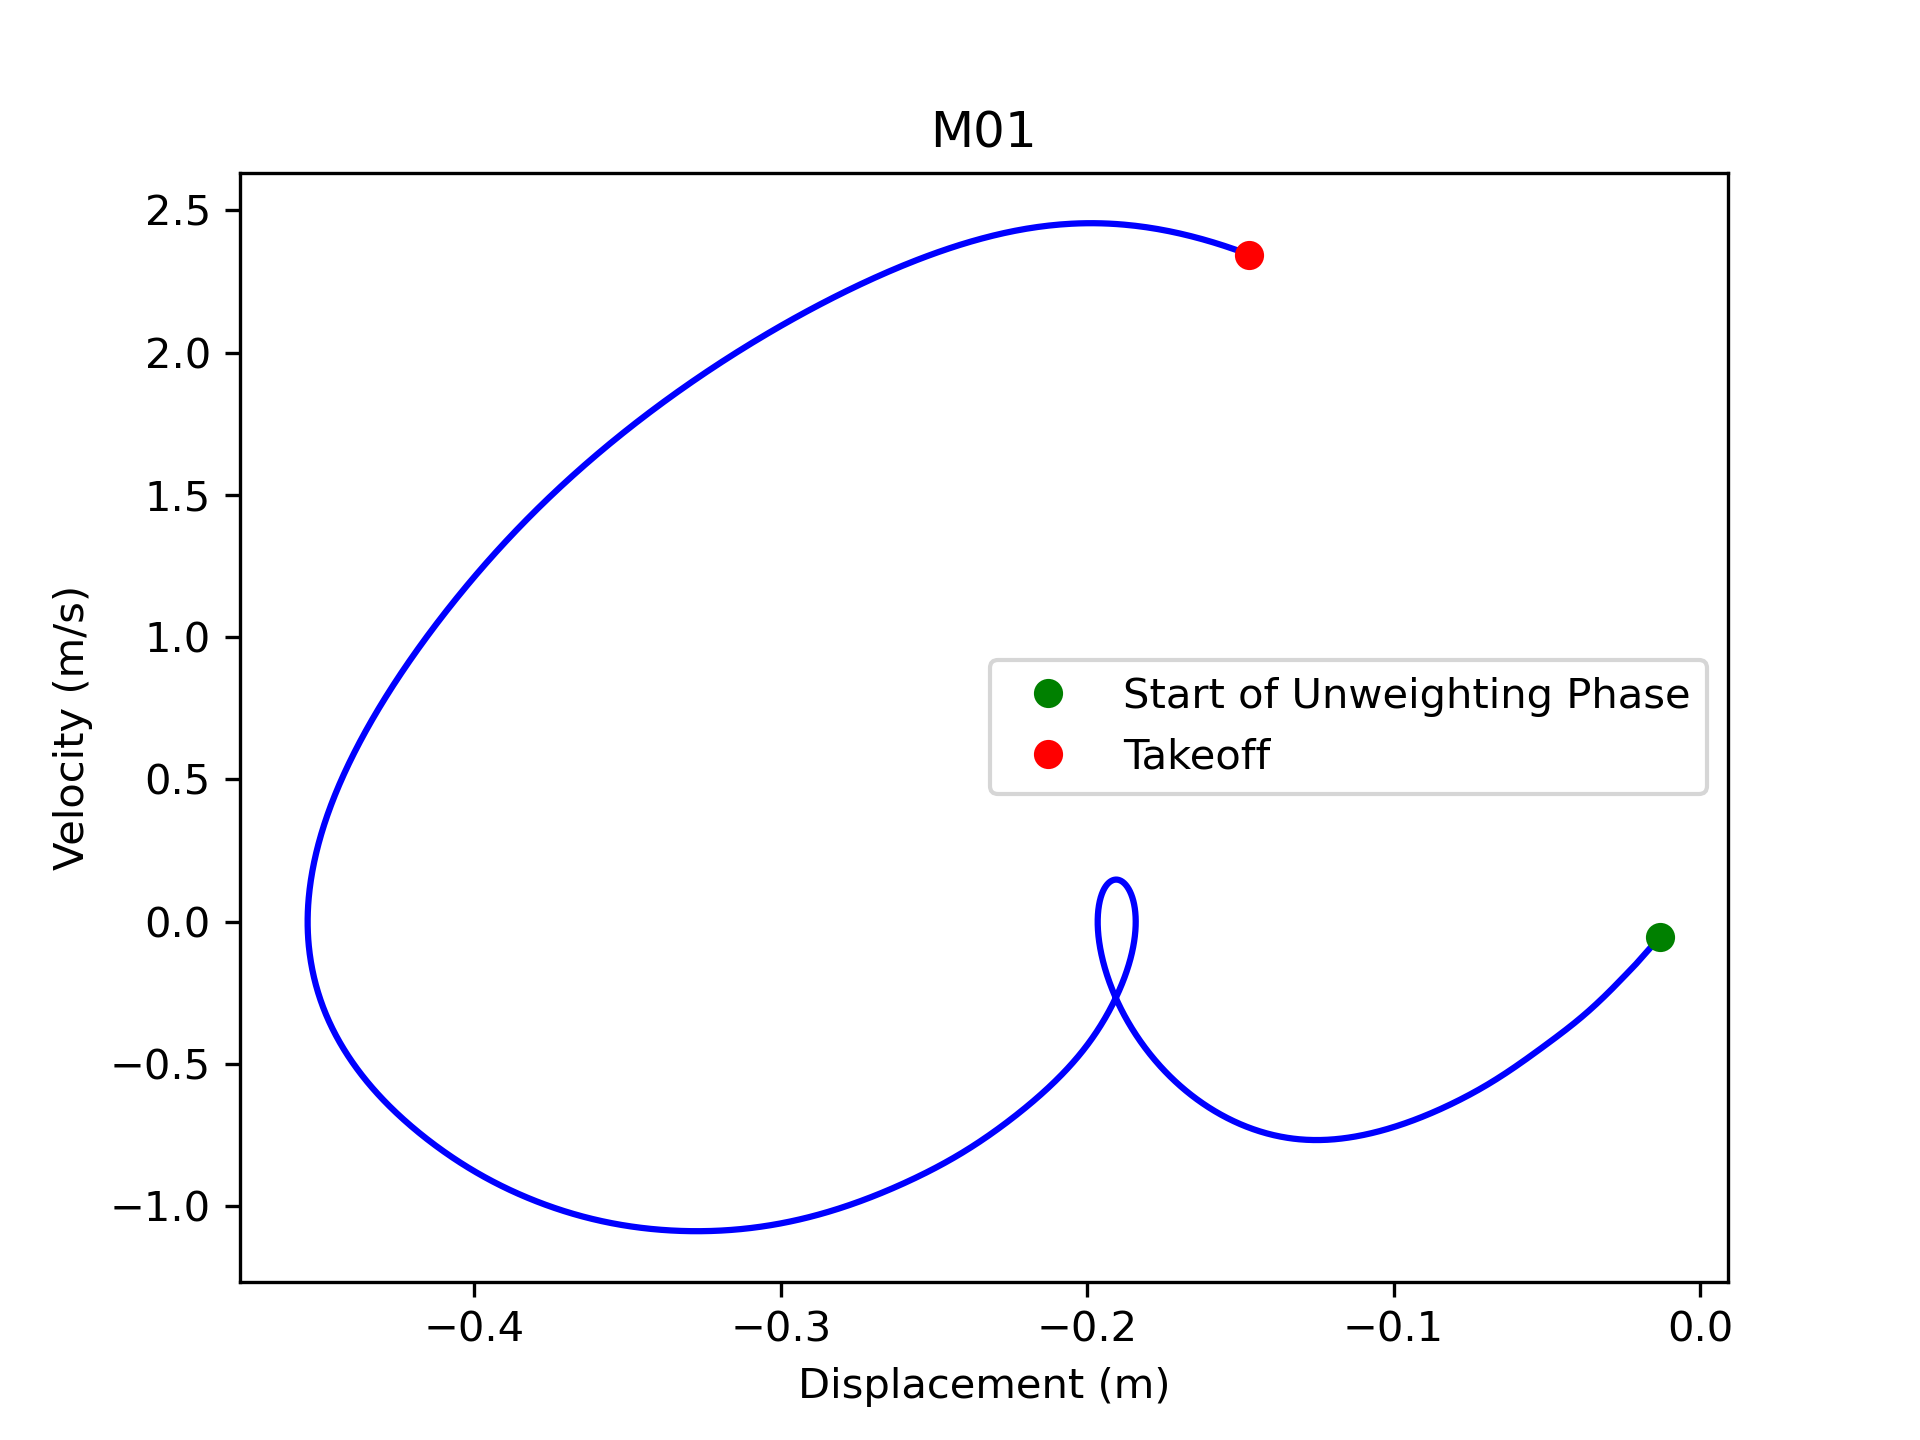 M01
2.5
2.0
1.5
1.0
0.5
0.0
−0.5
−1.0
Velocity (m/s)
Start of Unweighting Phase
Takeoff
−0.4
−0.3
−0.2
−0.1
0.0
Displacement (m)